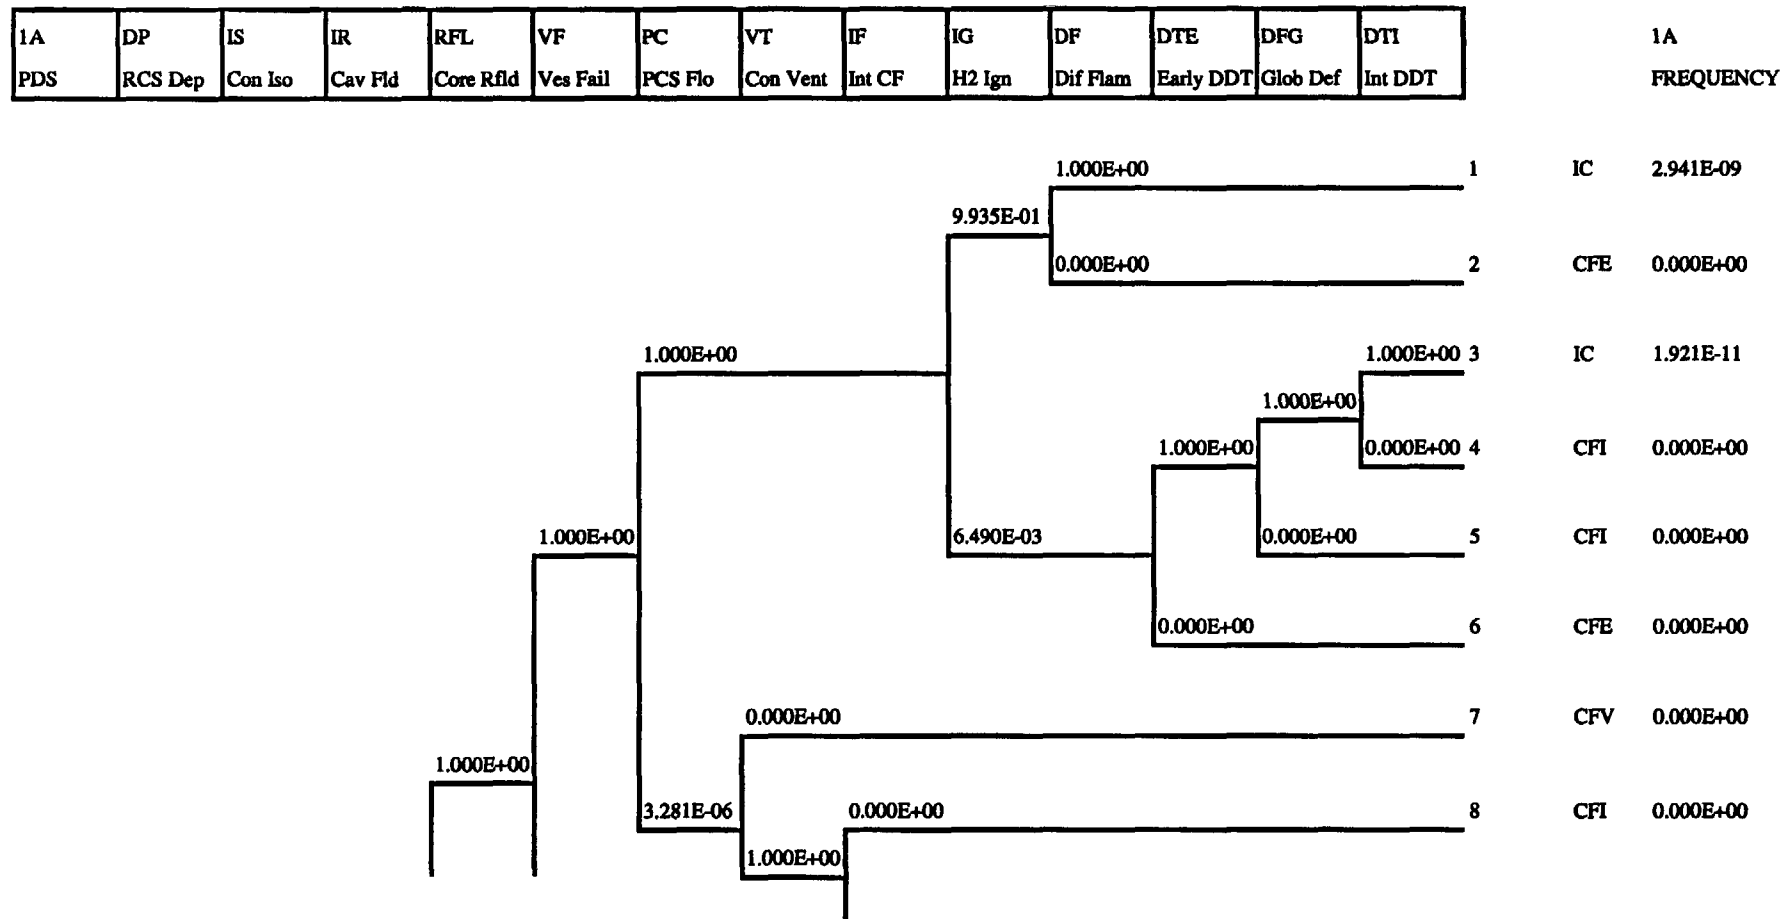 1A DP IS IR RFL VF PC VT IF IG DF DTE DFG DTI 1A
PDS RCS Dep Con Iso Cav Fld Core Rfld Ves Fail PCS Flo Con Vent Int CF H2 Ign Dif Flam Early DDT Glob Def Int DDT FREQUENCY
1.000E+00 1 IC 2.941E-09
9.935E-01
0.000E+00 2 CFE 0.000E+00
1.000E+00 1.000E+00 3 IC 1.921E-11
1.000E+00
1.000E+00 0.000E+00 4 CFI 0.000E+00
1.000E+00 6.490E-03 0.000E+00 5 CFI 0.000E+00
0.000E+00 6 CFE 0.000E+00
0.000E+00 7 CFV 0.000E+00
1.000E+00
3.281E-06 0.000E+00 8 CFI 0.000E+00
1.000E+00